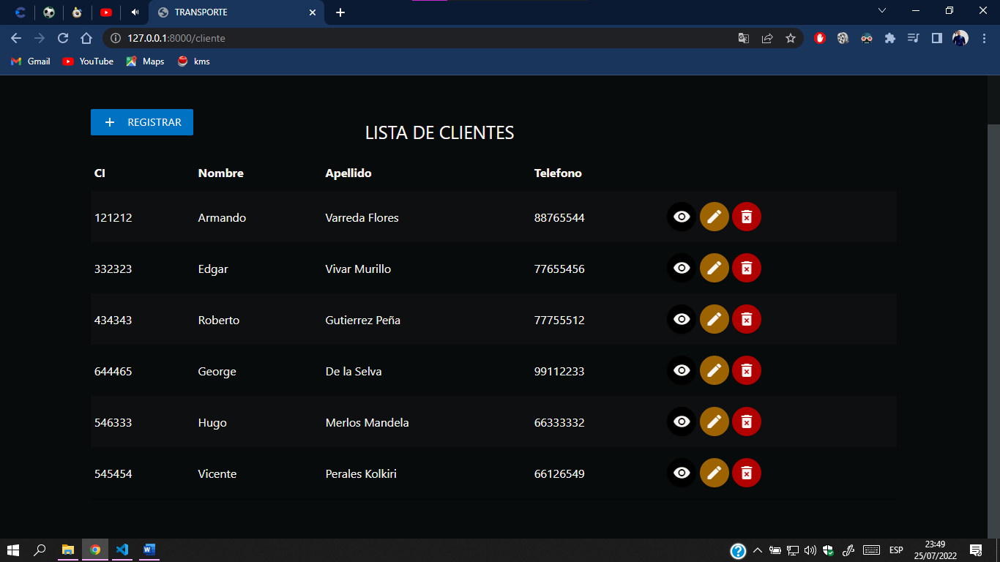 TRANSPORTE
127.0.0.1:8000/cliente
Gmail YouTube Maps kms
REGISTRAR
LISTA DE CLIENTES
CI Nombre Apellido Telefono
121212 Armando Varreda Flores 88765544
332323 Edgar Vivar Murillo 77655456
434343 Roberto Gutierrez Peña 77755512
644465 George De la Selva 99112233
546333 Hugo Merlos Mandela 66333332
545454 Vicente Perales Kolkiri 66126549
ESP
23:49
25/07/2022